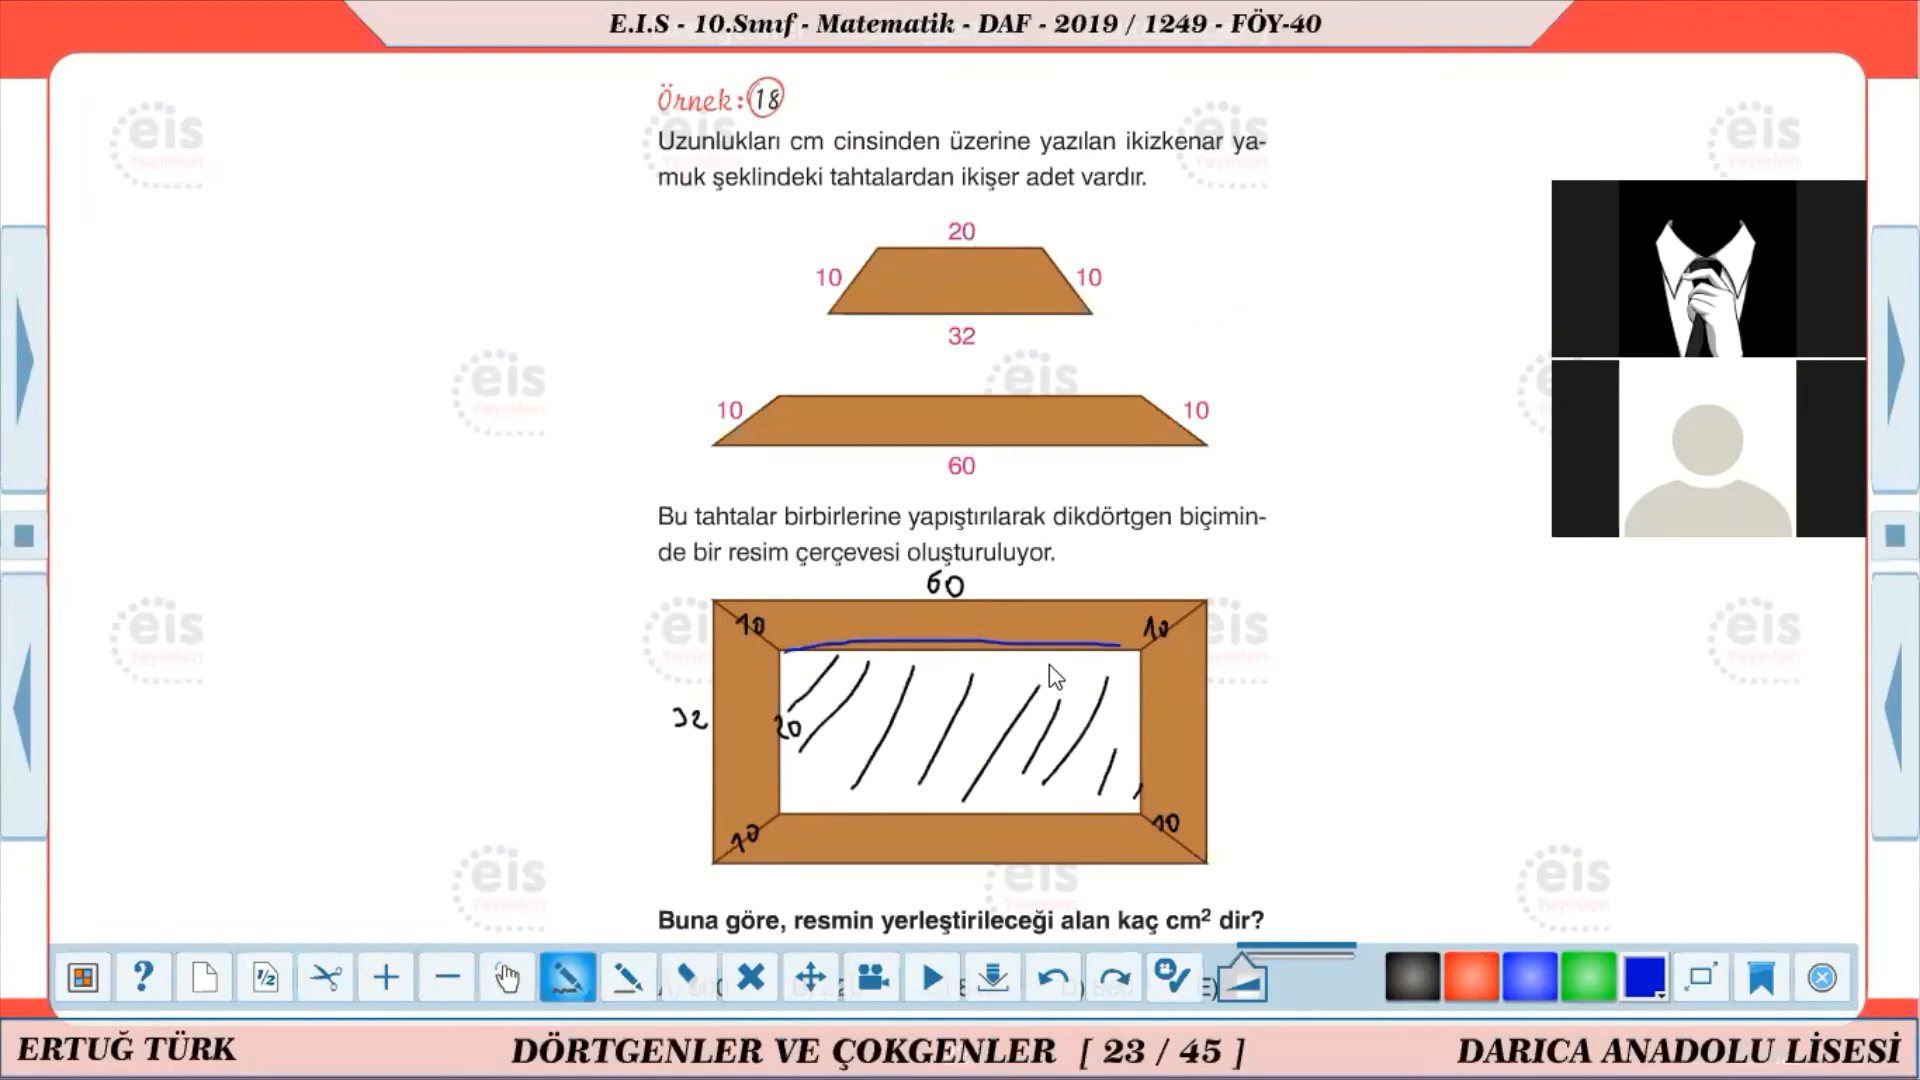 E.I.S - 10.Sınıf - Matematik - DAF - 2019 / 1249 - FÖY-40
Örnek: 18
Uzunlukları cm cinsinden üzerine yazılan ikizkenar ya-
muk şeklindeki tahtalardan ikişer adet vardır.
20
10 10
32
10 10
60
Bu tahtalar birbirlerine yapıştırılarak dikdörtgen biçimin-
de bir resim çerçevesi oluşturuluyor.
60
10 10
32 20
10 10
Buna göre, resmin yerleştirileceği alan kaç cm² dir?
ERTUĞ TÜRK DÖRTGENLER VE ÇOKGENLER [ 23 / 45 ] DARICA ANADOLU LİSESİ
eis
Yayınları